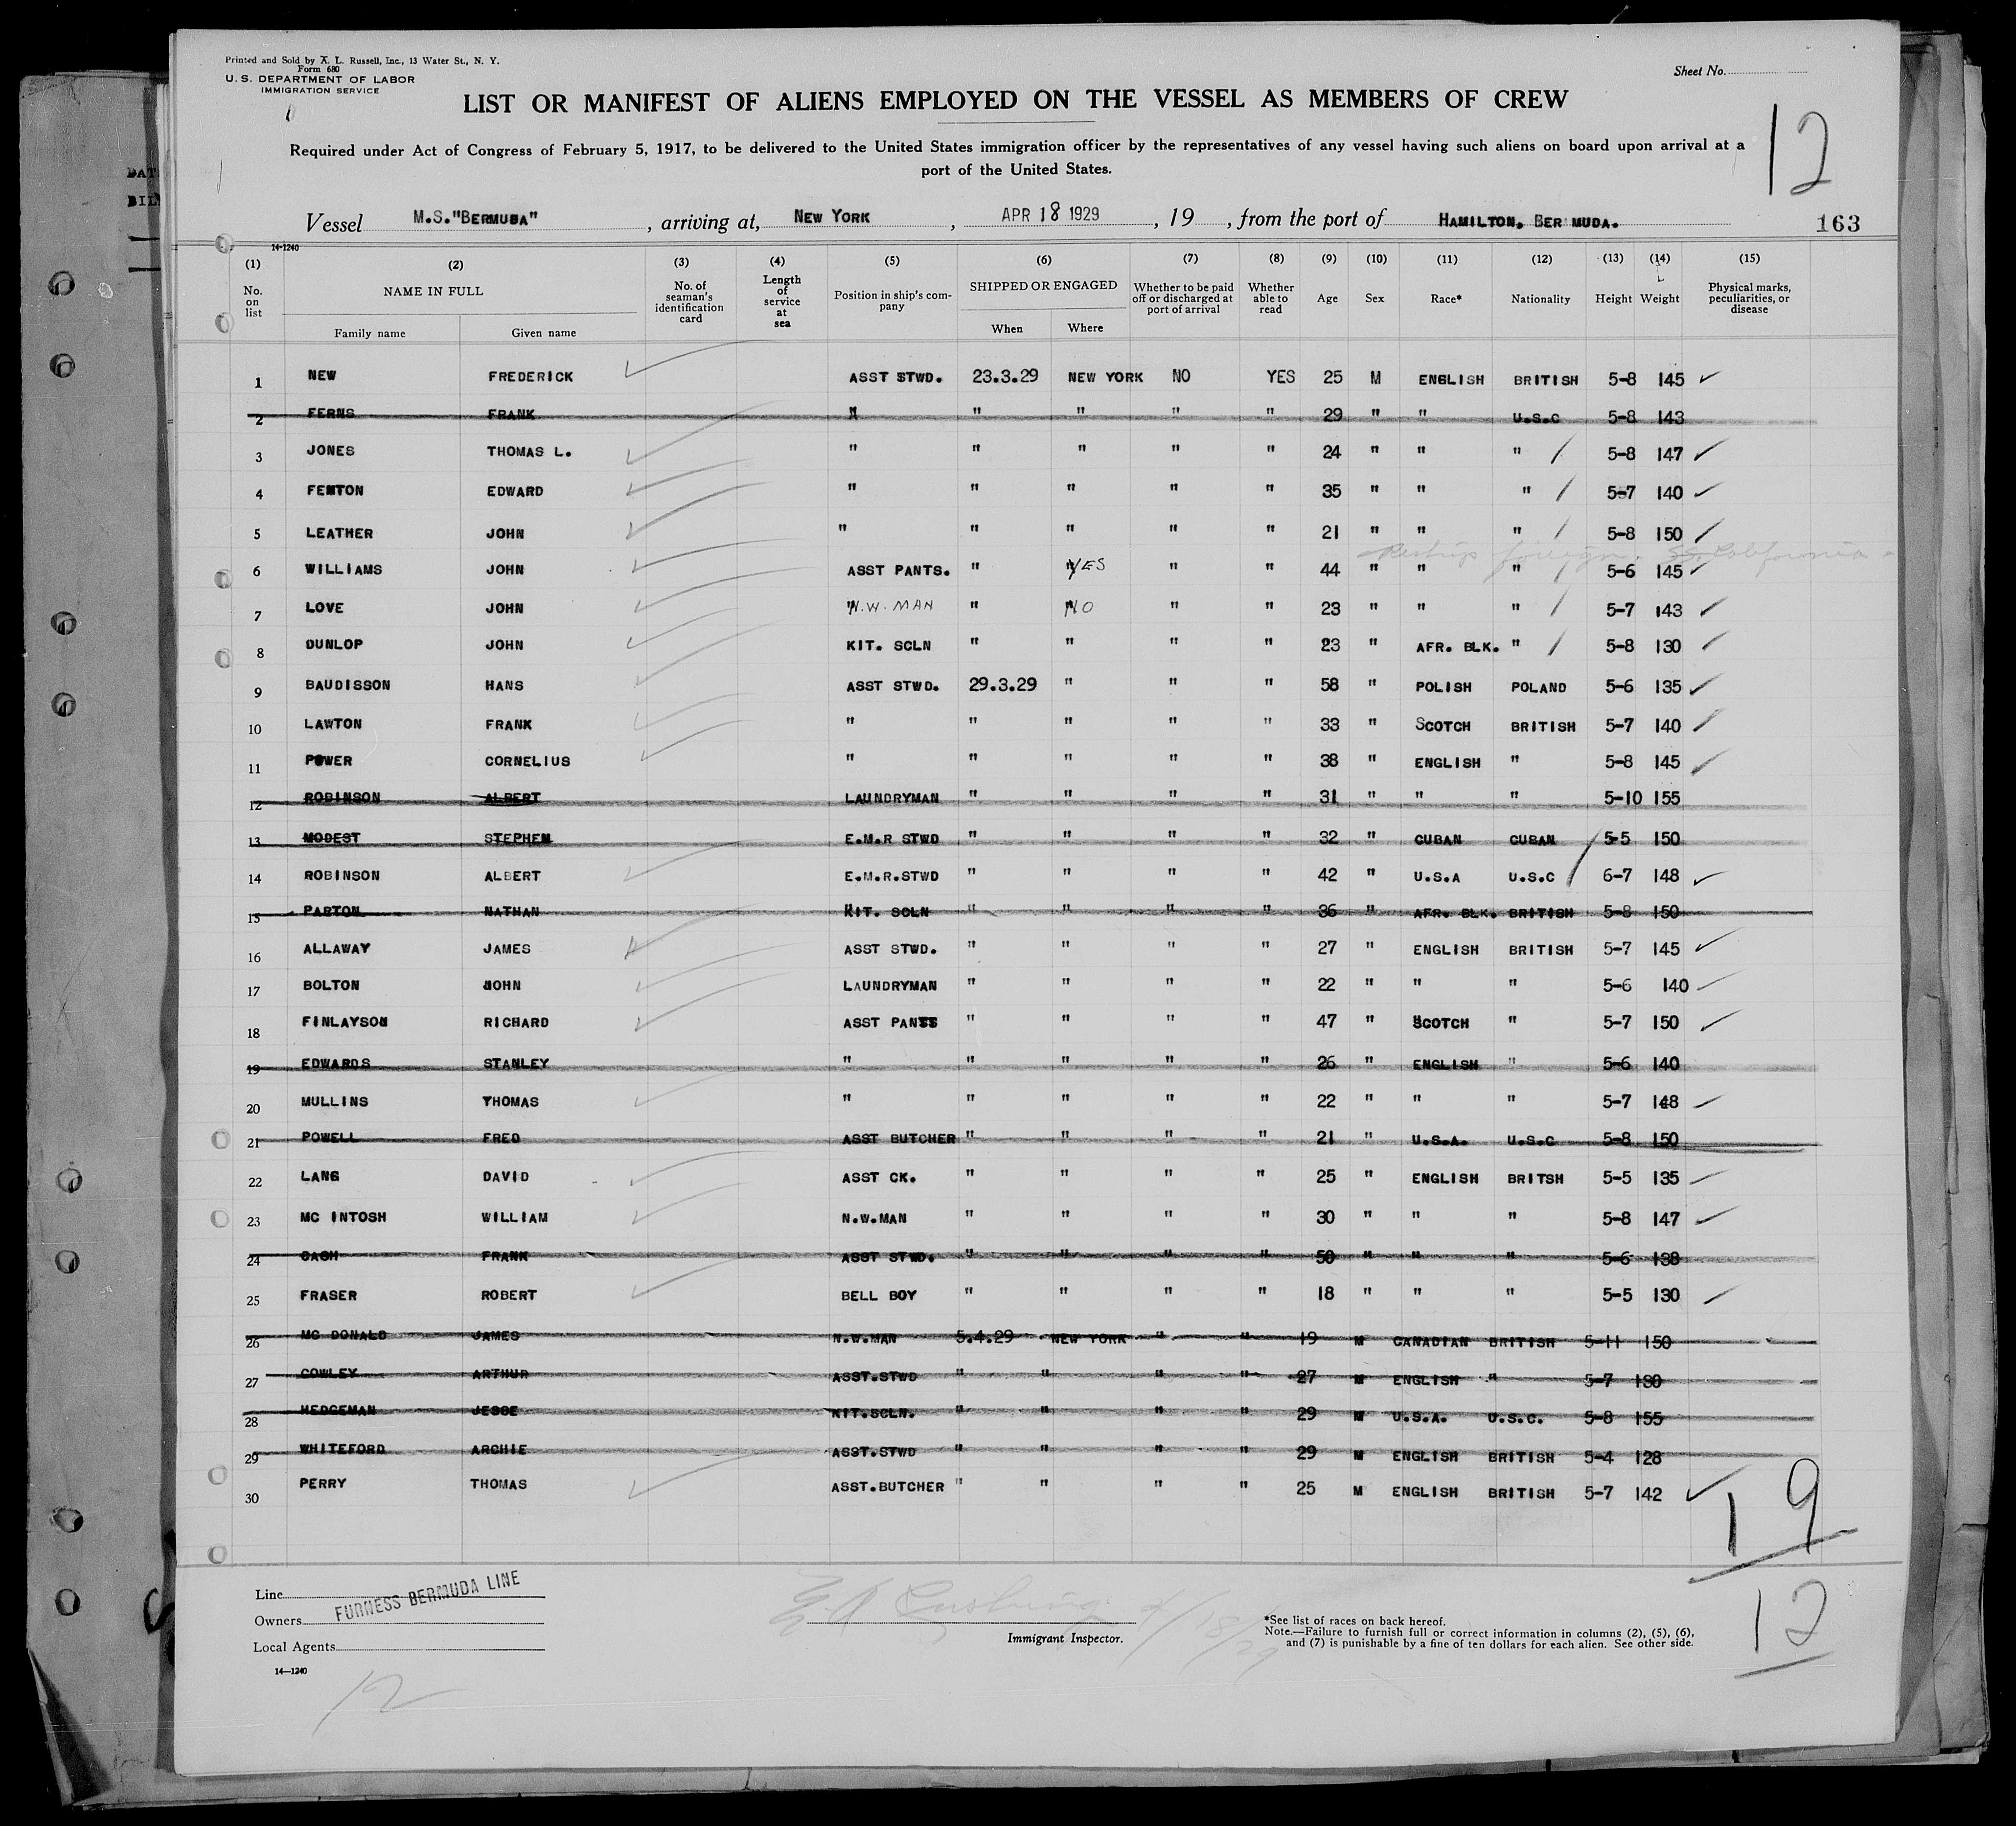 Printed and Sold by A. L. Russell, Inc., 13 Water St., N. Y.
Form 680
U. S. DEPARTMENT OF LABOR
IMMIGRATION SERVICE
Sheet No.
LIST OR MANIFEST OF ALIENS EMPLOYED ON THE VESSEL AS MEMBERS OF CREW
12
Required under Act of Congress of February 5, 1917, to be delivered to the United States immigration officer by the representatives of any vessel having such aliens on board upon arrival at a
port of the United States.
Vessel M.S."BERMUDA", arriving at, NEW YORK, APR 18 1929, 19 , from the port of HAMILTON, BERMUDA. 163
14-1240
(1) (2) (3) (4) (5) (6) (7) (8) (9) (10) (11) (12) (13) (14) (15)
No. on list NAME IN FULL Family name Given name No. of seaman's identification card Length of service at sea Position in ship's company SHIPPED OR ENGAGED When Where Whether to be paid off or discharged at port of arrival Whether able to read Age Sex Race* Nationality Height Weight Physical marks, peculiarities, or disease
1 NEW FREDERICK ASST STWD. 23.3.29 NEW YORK NO YES 25 M ENGLISH BRITISH 5-8 145
2 FERNS FRANK " " " " " 29 " " U.S.C 5-8 143
3 JONES THOMAS L. " " " " " 24 " " " 5-8 147
4 FENTON EDWARD " " " " " 35 " " " 5-7 140
5 LEATHER JOHN " " " " " 21 " " " 5-8 150
Reship foreign. SS. California
6 WILLIAMS JOHN ASST PANTS. " YES " " 44 " " " 5-6 145
7 LOVE JOHN N.W. MAN " NO " " 23 " " " 5-7 143
8 DUNLOP JOHN KIT. SCLN " " " " 23 " AFR. BLK. " 5-8 130
9 BAUDISSON HANS ASST STWD. 29.3.29 " " " 58 " POLISH POLAND 5-6 135
10 LAWTON FRANK " " " " " 33 " SCOTCH BRITISH 5-7 140
11 POWER CORNELIUS " " " " " 38 " ENGLISH " 5-8 145
12 ROBINSON ALBERT LAUNDRYMAN " " " " 31 " " " 5-10 155
13 MODEST STEPHEN E.M.R STWD " " " " 32 " CUBAN CUBAN 5-5 150
14 ROBINSON ALBERT E.M.R.STWD " " " " 42 " U.S.A U.S.C 6-7 148
15 PARTON NATHAN KIT. SCLN " " " " 36 " AFR. BLK. BRITISH 5-8 150
16 ALLAWAY JAMES ASST STWD. " " " " 27 " ENGLISH BRITISH 5-7 145
17 BOLTON JOHN LAUNDRYMAN " " " " 22 " " " 5-6 140
18 FINLAYSON RICHARD ASST PANTS " " " " 47 " SCOTCH " 5-7 150
19 EDWARDS STANLEY " " " " " 26 " ENGLISH " 5-6 140
20 MULLINS THOMAS " " " " " 22 " " " 5-7 148
21 POWELL FRED ASST BUTCHER " " " " 21 " U.S.A. U.S.C 5-8 150
22 LANG DAVID ASST CK. " " " " 25 " ENGLISH BRITSH 5-5 135
23 MC INTOSH WILLIAM N.W.MAN " " " " 30 " " " 5-8 147
24 CASH FRANK ASST STWD. " " " " 50 " " " 5-6 138
25 FRASER ROBERT BELL BOY " " " " 18 " " " 5-5 130
26 MC DONALD JAMES N.W.MAN 5.4.29 NEW YORK " " 19 M CANADIAN BRITISH 5-11 150
27 COWLEY ARTHUR ASST.STWD " " " " 27 M ENGLISH " 5-7 130
28 HEDGEMAN JESSE KIT.SCLN. " " " " 29 M U.S.A. U.S.C. 5-8 155
29 WHITEFORD ARCHIE ASST.STWD " " " " 29 M ENGLISH BRITISH 5-4 128
30 PERRY THOMAS ASST.BUTCHER " " " " 25 M ENGLISH BRITISH 5-7 142
19
12
Line
Owners FURNESS BERMUDA LINE
Local Agents
14—1240
4/18/29
Immigrant Inspector.
*See list of races on back hereof.
Note.—Failure to furnish full or correct information in columns (2), (5), (6),
and (7) is punishable by a fine of ten dollars for each alien. See other side.
12